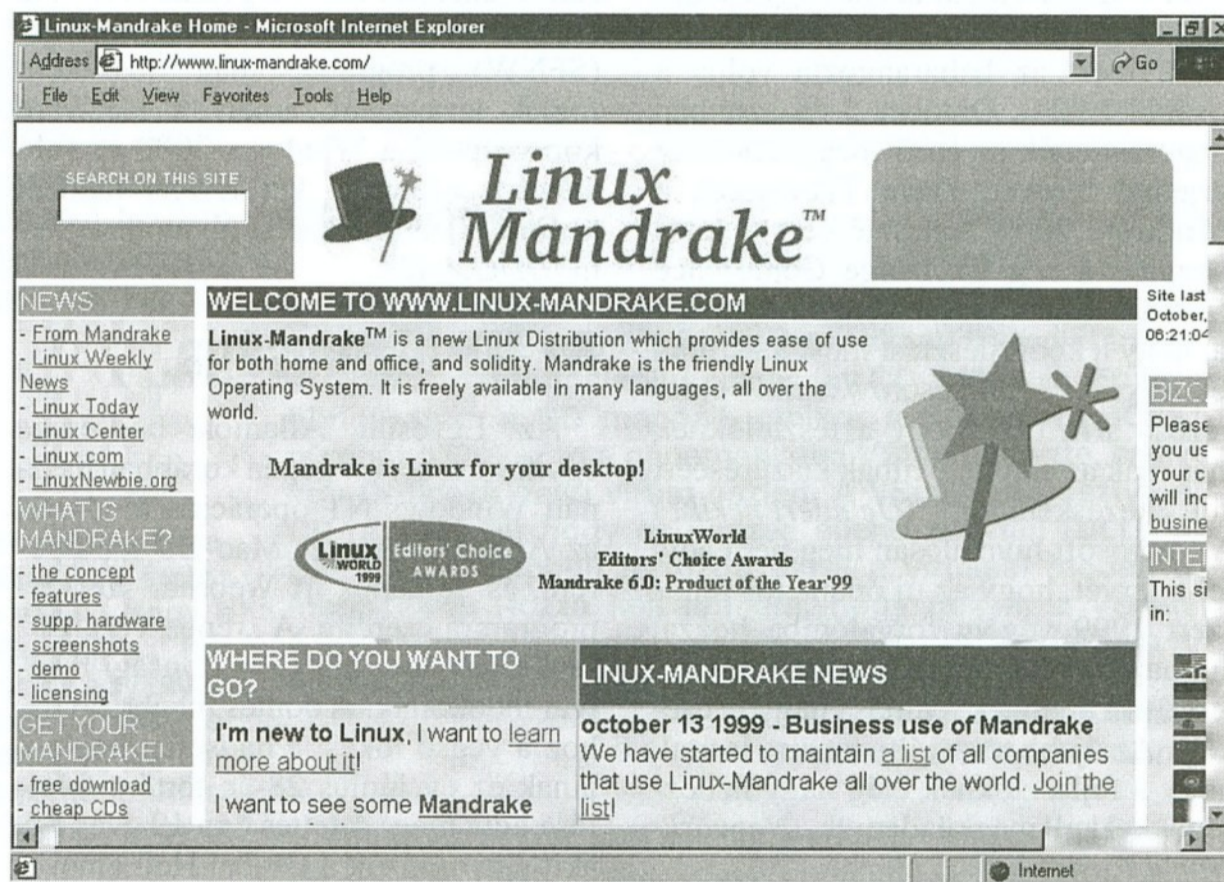 Linux-Mandrake Home - Microsoft Internet Explorer
Address http://www.linux-mandrake.com/ Go
File Edit View Favorites Tools Help
SEARCH ON THIS SITE
Linux
Mandrake™
NEWS
- From Mandrake
- Linux Weekly
News
- Linux Today
- Linux Center
- Linux.com
- LinuxNewbie.org
WHAT IS
MANDRAKE?
- the concept
- features
- supp. hardware
- screenshots
- demo
- licensing
GET YOUR
MANDRAKE!
- free download
- cheap CDs
WELCOME TO WWW.LINUX-MANDRAKE.COM
Linux-Mandrake™ is a new Linux Distribution which provides ease of use
for both home and office, and solidity. Mandrake is the friendly Linux
Operating System. It is freely available in many languages, all over the
world.
Mandrake is Linux for your desktop!
Linux
WORLD
1999
Editors' Choice
AWARDS
LinuxWorld
Editors' Choice Awards
Mandrake 6.0: Product of the Year'99
WHERE DO YOU WANT TO
GO?
I'm new to Linux, I want to learn
more about it!
I want to see some Mandrake
LINUX-MANDRAKE NEWS
october 13 1999 - Business use of Mandrake
We have started to maintain a list of all companies
that use Linux-Mandrake all over the world. Join the
list!
Site last
October,
06:21:04
BIZC
Please
you us
your c
will inc
busine
INTE
This si
in:
Internet